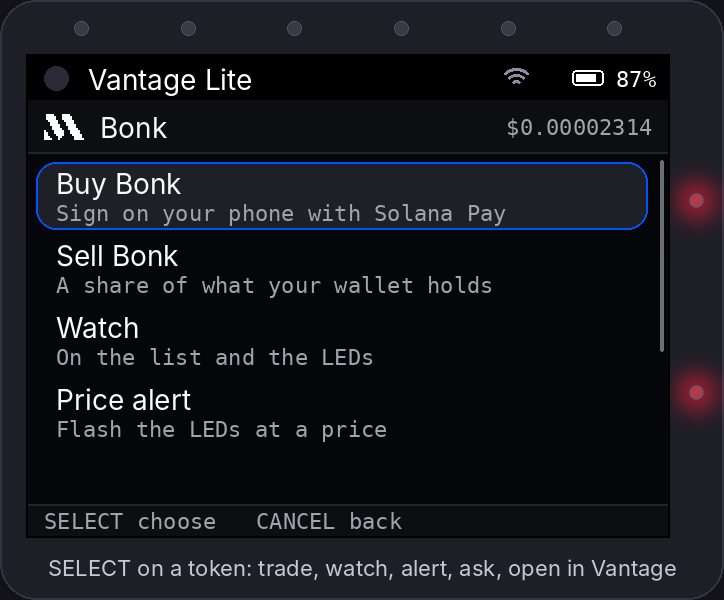 Vantage Lite
87%
Bonk
$0.00002314
Buy Bonk
Sign on your phone with Solana Pay
Sell Bonk
A share of what your wallet holds
Watch
On the list and the LEDs
Price alert
Flash the LEDs at a price
SELECT choose CANCEL back
SELECT on a token: trade, watch, alert, ask, open in Vantage